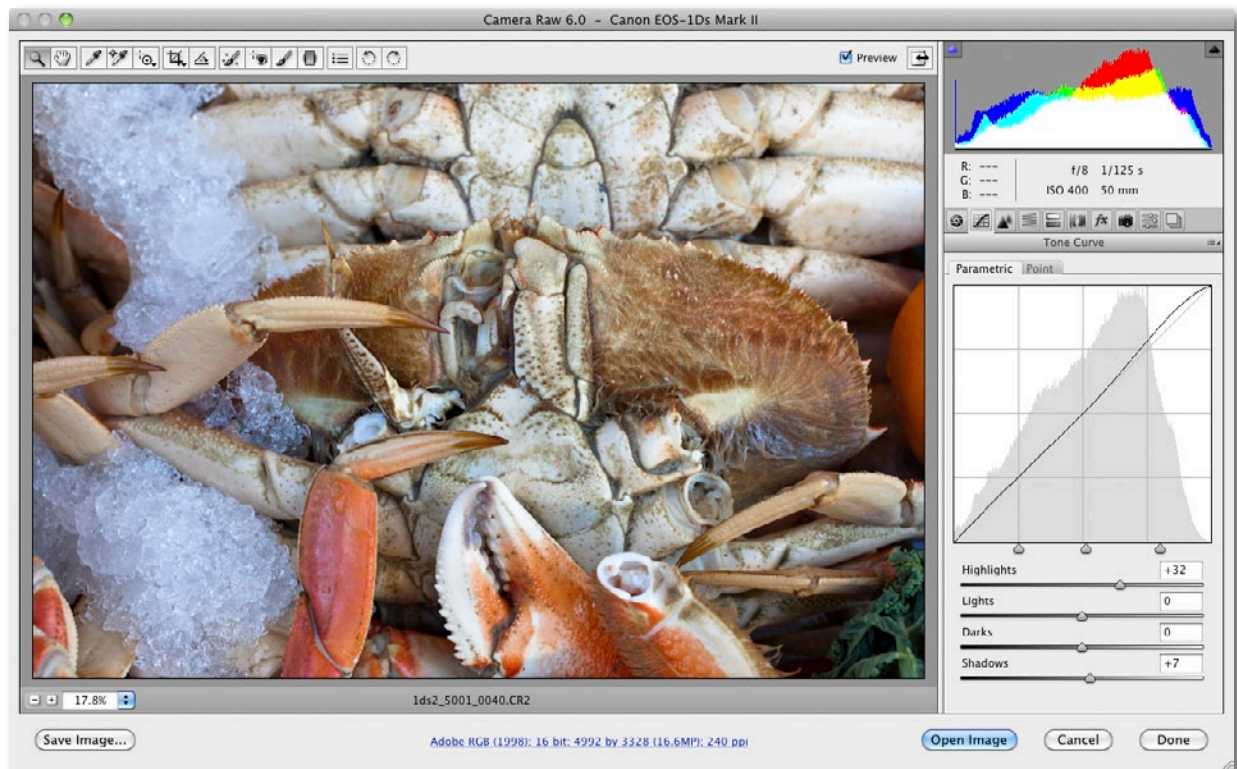 Camera Raw 6.0 – Canon EOS-1Ds Mark II
Preview
R: ---
G: ---
B: ---
f/8 1/125 s
ISO 400 50 mm
fx
Tone Curve
Parametric Point
Highlights +32
Lights 0
Darks 0
Shadows +7
17.8%
1ds2_5001_0040.CR2
Save Image...
Adobe RGB (1998); 16 bit; 4992 by 3328 (16.6MP); 240 ppi
Open Image
Cancel
Done